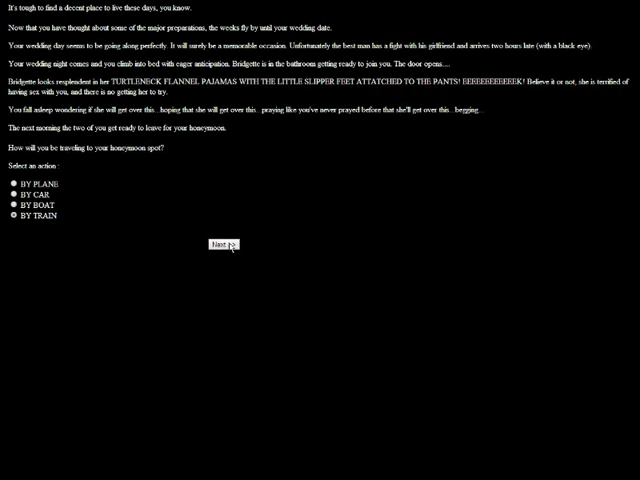 It's tough to find a decent place to live these days, you know.
Now that you have thought about some of the major preparations, the weeks fly by until your wedding date.
Your wedding day seems to be going along perfectly. It will surely be a memorable occasion. Unfortunately the best man has a fight with his girlfriend and arrives two hours late (with a black eye).
Your wedding night comes and you climb into bed with eager anticipation. Bridgette is in the bathroom getting ready to join you. The door opens....
Bridgette looks resplendent in her TURTLENECK FLANNEL PAJAMAS WITH THE LITTLE SLIPPER FEET ATTATCHED TO THE PANTS! EEEEEEEEEEEK! Believe it or not, she is terrified of
having sex with you, and there is no getting her to try.
You fall asleep wondering if she will get over this...hoping that she will get over this...praying like you've never prayed before that she'll get over this...begging...
The next morning the two of you get ready to leave for your honeymoon.
How will you be traveling to your honeymoon spot?
Select an action :
BY PLANE
BY CAR
BY BOAT
BY TRAIN
Next >>